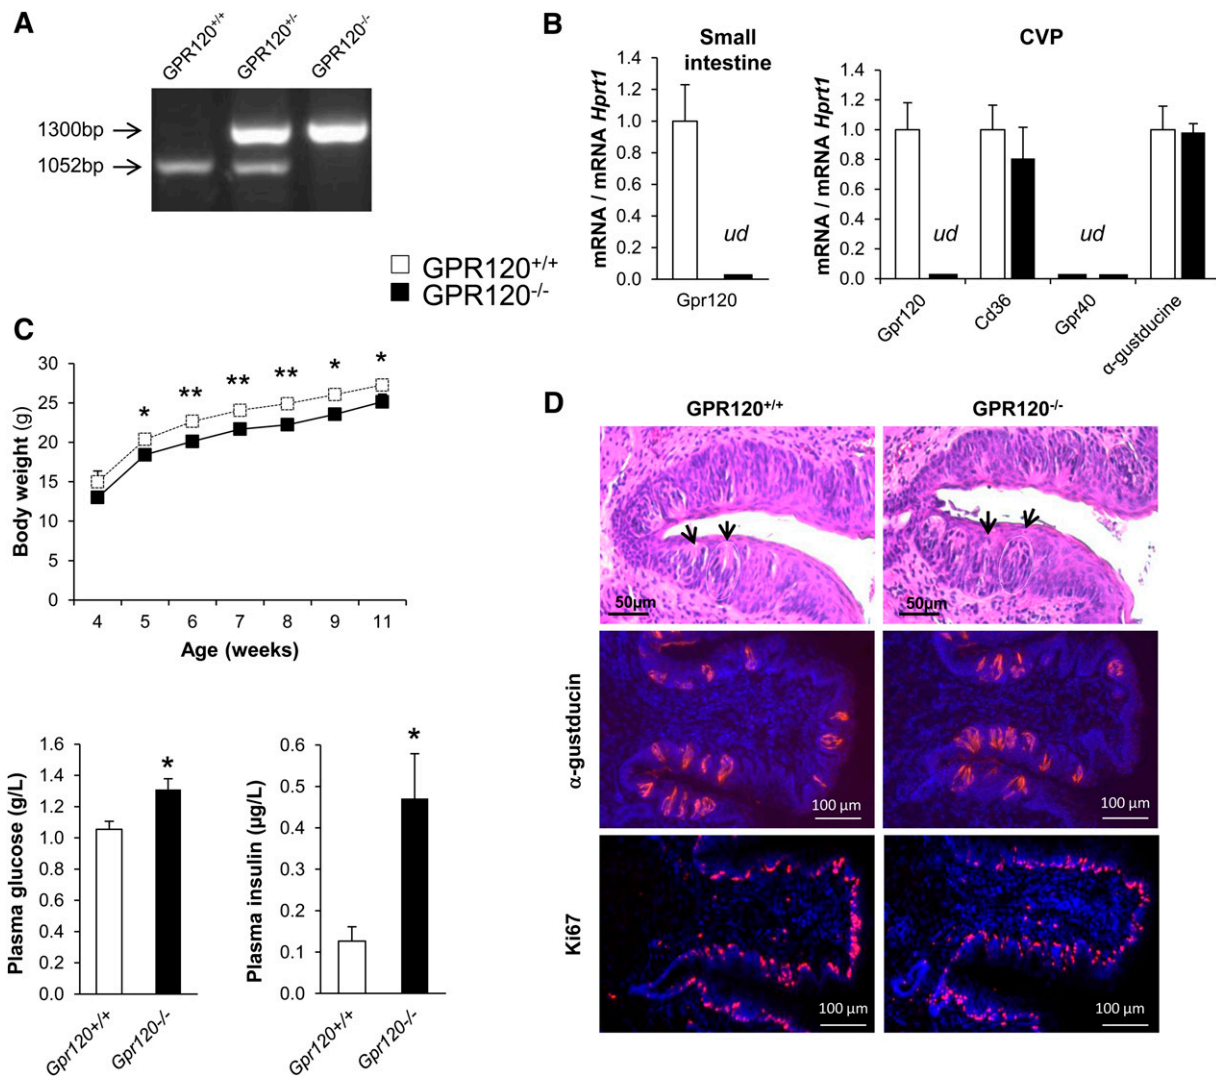 A
GPR120+/+
GPR120+/-
GPR120-/-
1300bp
1052bp
GPR120+/+
GPR120-/-
B
Small
intestine
mRNA / mRNA Hprt1
1.4
1.2
1.0
0.8
0.6
0.4
0.2
0.0
ud
Gpr120
CVP
mRNA / mRNA Hprt1
1.4
1.2
1.0
0.8
0.6
0.4
0.2
0.0
ud
ud
Gpr120
Cd36
Gpr40
α-gustducine
C
Body weight (g)
30
25
20
15
10
5
0
*
**
**
**
*
*
4 5 6 7 8 9 11
Age (weeks)
Plasma glucose (g/L)
1.6
1.4
1.2
1.0
0.8
0.6
0.4
0.2
0.0
*
Gpr120+/+
Gpr120-/-
Plasma insulin (µg/L)
0.6
0.5
0.4
0.3
0.2
0.1
0.0
*
Gpr120+/+
Gpr120-/-
D
GPR120+/+
GPR120-/-
50µm
50µm
α-gustducin
100 µm
100 µm
Ki67
100 µm
100 µm